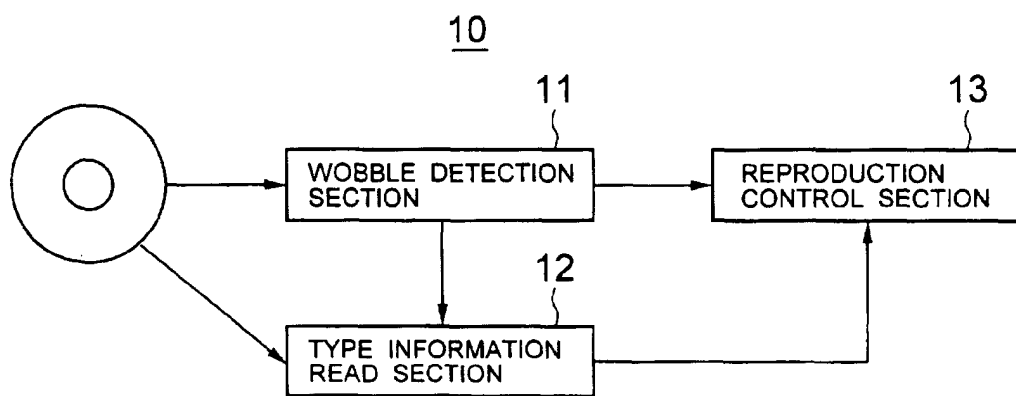 10
11
WOBBLE DETECTION
SECTION
13
REPRODUCTION
CONTROL SECTION
12
TYPE INFORMATION
READ SECTION